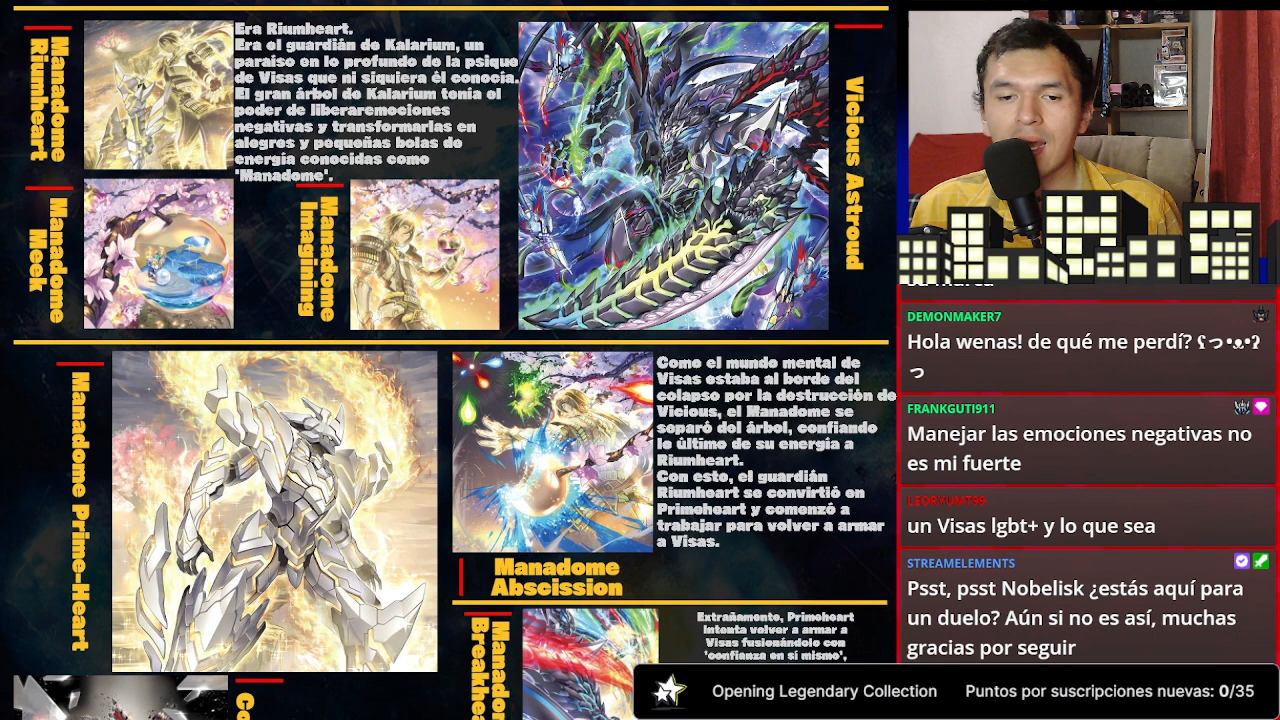 Manadome
Riumheart
Era Riumheart.
Era el guardián de Kalarium, un
paraiso en lo profundo de la psique
de Visas que ni siquiera él conocía.
El gran árbol de Kalarium tenía el
poder de liberaremociones
negativas y transformarlas en
alegres y pequeñas bolas de
energía conocidas como
'Manadome'.
Manadome
Meek
Manadome
Imagining
Vicious Astroud
Manadome Prime-Heart
Como el mundo mental de
Visas estaba al borde del
colapso por la destrucción de
Vicious, el Manadome se
separó del árbol, confiando
lo último de su energía a
Riumheart.
Con esto, el guardián
Riumheart se convirtió en
Primeheart y comenzó a
trabajar para volver a armar
a Visas.
Manadome
Abscission
Extrañamente, Primeheart
intenta volver a armar a
Visas fusionándolo con
'confianza en sí mismo',
DEMONMAKER7
Hola wenas! de qué me perdí? ʕっ•ᴥ•ʔ
っ
FRANKGUTI911
Manejar las emociones negativas no
es mi fuerte
LEORYUMT99
un Visas lgbt+ y lo que sea
STREAMELEMENTS
Psst, psst Nobelisk ¿estás aquí para
un duelo? Aún si no es así, muchas
gracias por seguir
Opening Legendary Collection Puntos por suscripciones nuevas: 0/35